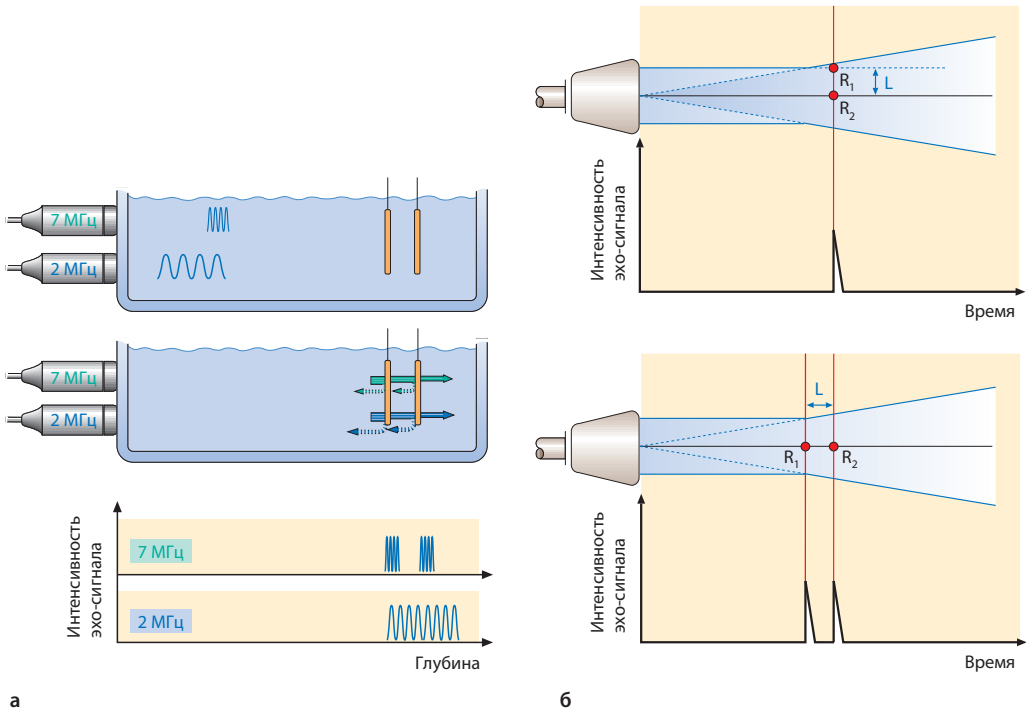 7 МГц
2 МГц
7 МГц
2 МГц
Интенсивность
эхо-сигнала
7 МГц
2 МГц
Глубина
а
R1
L
R2
Интенсивность
эхо-сигнала
Время
L
R1
R2
Интенсивность
эхо-сигнала
Время
б